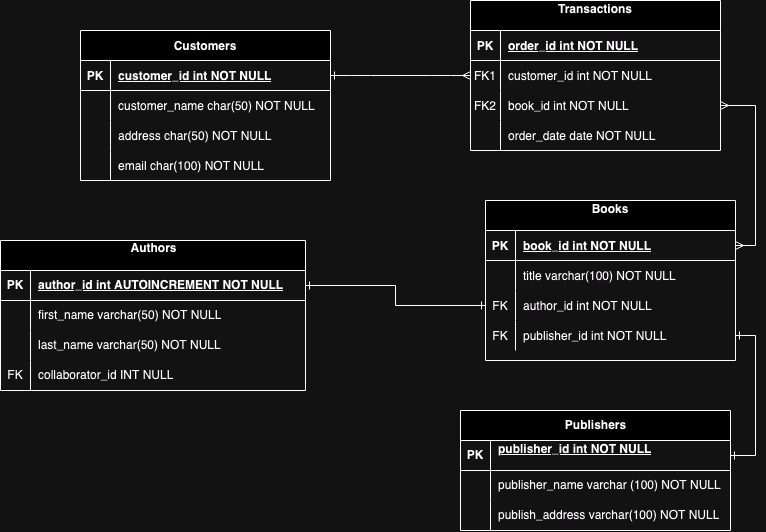 Transactions
PK order_id int NOT NULL
FK1 customer_id int NOT NULL
FK2 book_id int NOT NULL
order_date date NOT NULL
Customers
PK customer_id int NOT NULL
customer_name char(50) NOT NULL
address char(50) NOT NULL
email char(100) NOT NULL
Books
PK book_id int NOT NULL
title varchar(100) NOT NULL
FK author_id int NOT NULL
FK publisher_id int NOT NULL
Authors
PK author_id int AUTOINCREMENT NOT NULL
first_name varchar(50) NOT NULL
last_name varchar(50) NOT NULL
FK collaborator_id INT NULL
Publishers
PK publisher_id int NOT NULL
publisher_name varchar (100) NOT NULL
publish_address varchar(100) NOT NULL